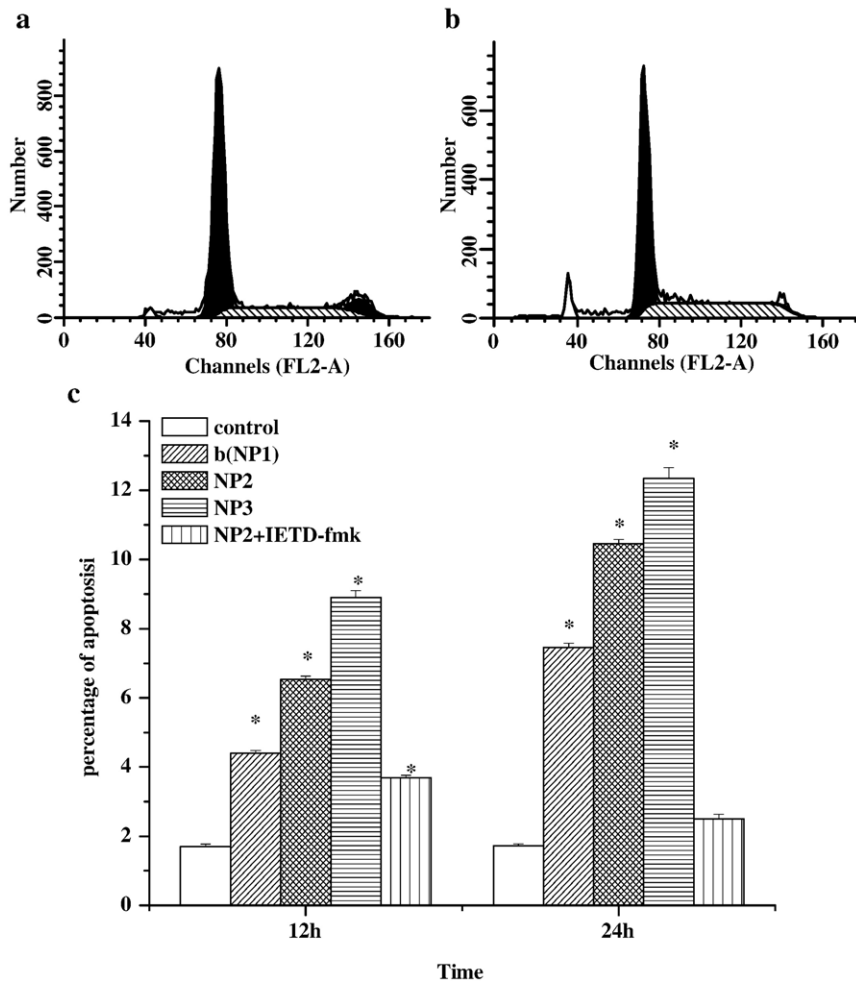 a
b
800
600
400
200
0
Number
0 40 80 120 160
Channels (FL2-A)
600
400
200
0
Number
0 40 80 120 160
Channels (FL2-A)
c
14
12
10
8
6
4
2
0
percentage of apoptosisi
control
b(NP1)
NP2
NP3
NP2+IETD-fmk
* * * *
* * *
12h 24h
Time